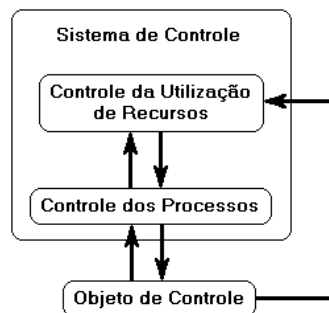 Sistema de Controle
Controle da Utilização
de Recursos
Controle dos Processos
Objeto de Controle